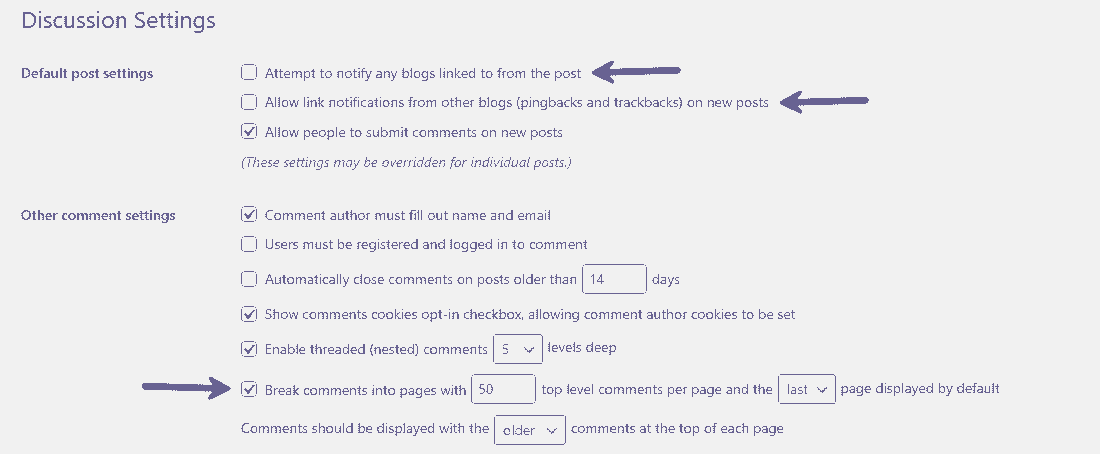 Discussion Settings
Default post settings
Attempt to notify any blogs linked to from the post
Allow link notifications from other blogs (pingbacks and trackbacks) on new posts
Allow people to submit comments on new posts
(These settings may be overridden for individual posts.)
Other comment settings
Comment author must fill out name and email
Users must be registered and logged in to comment
Automatically close comments on posts older than 14 days
Show comments cookies opt-in checkbox, allowing comment author cookies to be set
Enable threaded (nested) comments 5 levels deep
Break comments into pages with 50 top level comments per page and the last page displayed by default
Comments should be displayed with the older comments at the top of each page